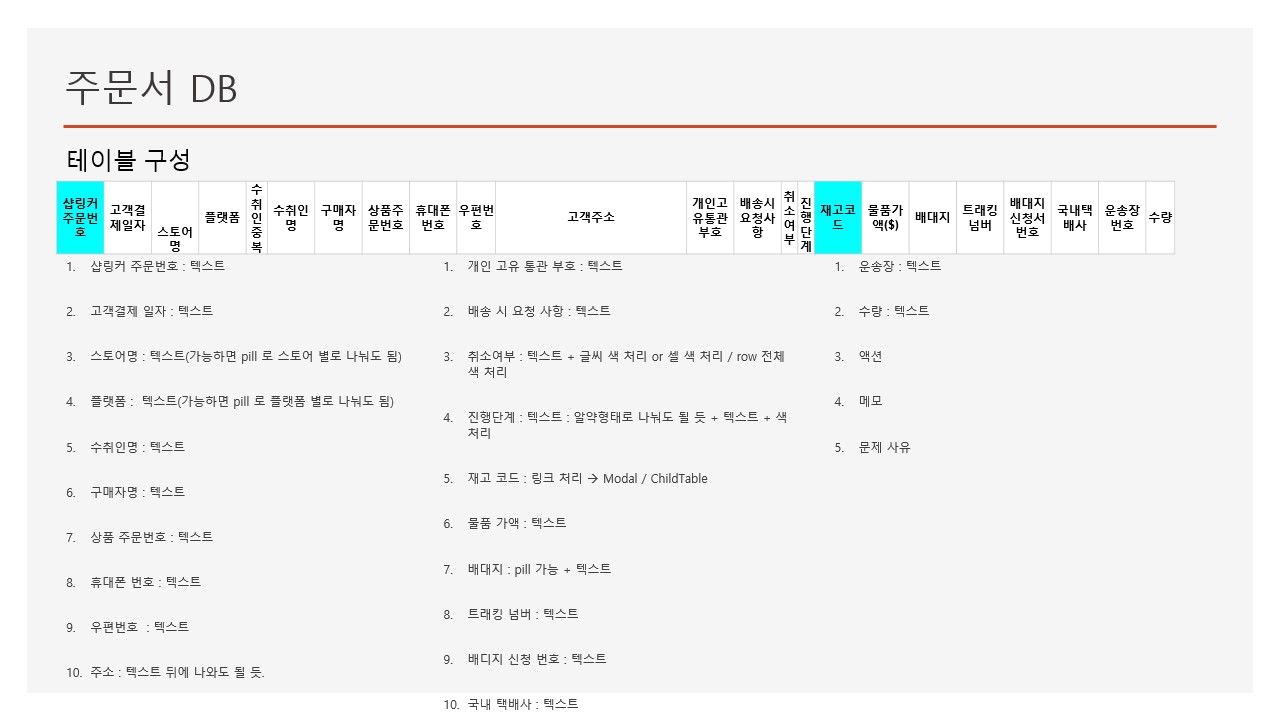 주문서 DB
테이블 구성
샵링커
주문번
호
고객결
제일자
스토어
명
플랫폼
수
취
인
중
복
수취인
명
구매자
명
상품주
문번호
휴대폰
번호
우편번
호
고객주소
개인고
유통관
부호
배송시
요청사
항
취
소
여
부
진
행
단
계
재고코
드
물품가
액($)
배대지
트래킹
넘버
배대지
신청서
번호
국내택
배사
운송장
번호
수량
1. 샵링커 주문번호 : 텍스트
2. 고객결제 일자 : 텍스트
3. 스토어명 : 텍스트(가능하면 pill 로 스토어 별로 나눠도 됨)
4. 플랫폼 : 텍스트(가능하면 pill 로 플랫폼 별로 나눠도 됨)
5. 수취인명 : 텍스트
6. 구매자명 : 텍스트
7. 상품 주문번호 : 텍스트
8. 휴대폰 번호 : 텍스트
9. 우편번호 : 텍스트
10. 주소 : 텍스트 뒤에 나와도 될 듯.
1. 개인 고유 통관 부호 : 텍스트
2. 배송 시 요청 사항 : 텍스트
3. 취소여부 : 텍스트 + 글씨 색 처리 or 셀 색 처리 / row 전체
색 처리
4. 진행단계 : 텍스트 : 알약형태로 나눠도 될 듯 + 텍스트 + 색
처리
5. 재고 코드 : 링크 처리 → Modal / ChildTable
6. 물품 가액 : 텍스트
7. 배대지 : pill 가능 + 텍스트
8. 트래킹 넘버 : 텍스트
9. 배디지 신청 번호 : 텍스트
10. 국내 택배사 : 텍스트
1. 운송장 : 텍스트
2. 수량 : 텍스트
3. 액션
4. 메모
5. 문제 사유